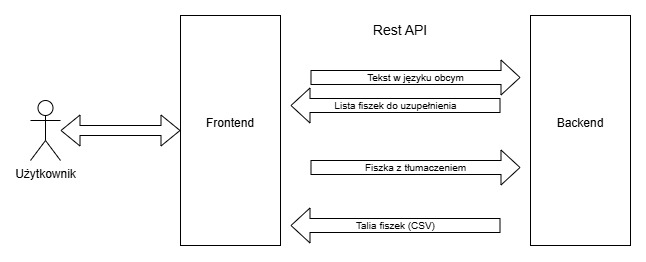 Rest API
Tekst w języku obcym
Lista fiszek do uzupełnienia
Frontend
Backend
Fiszka z tłumaczeniem
Użytkownik
Talia fiszek (CSV)